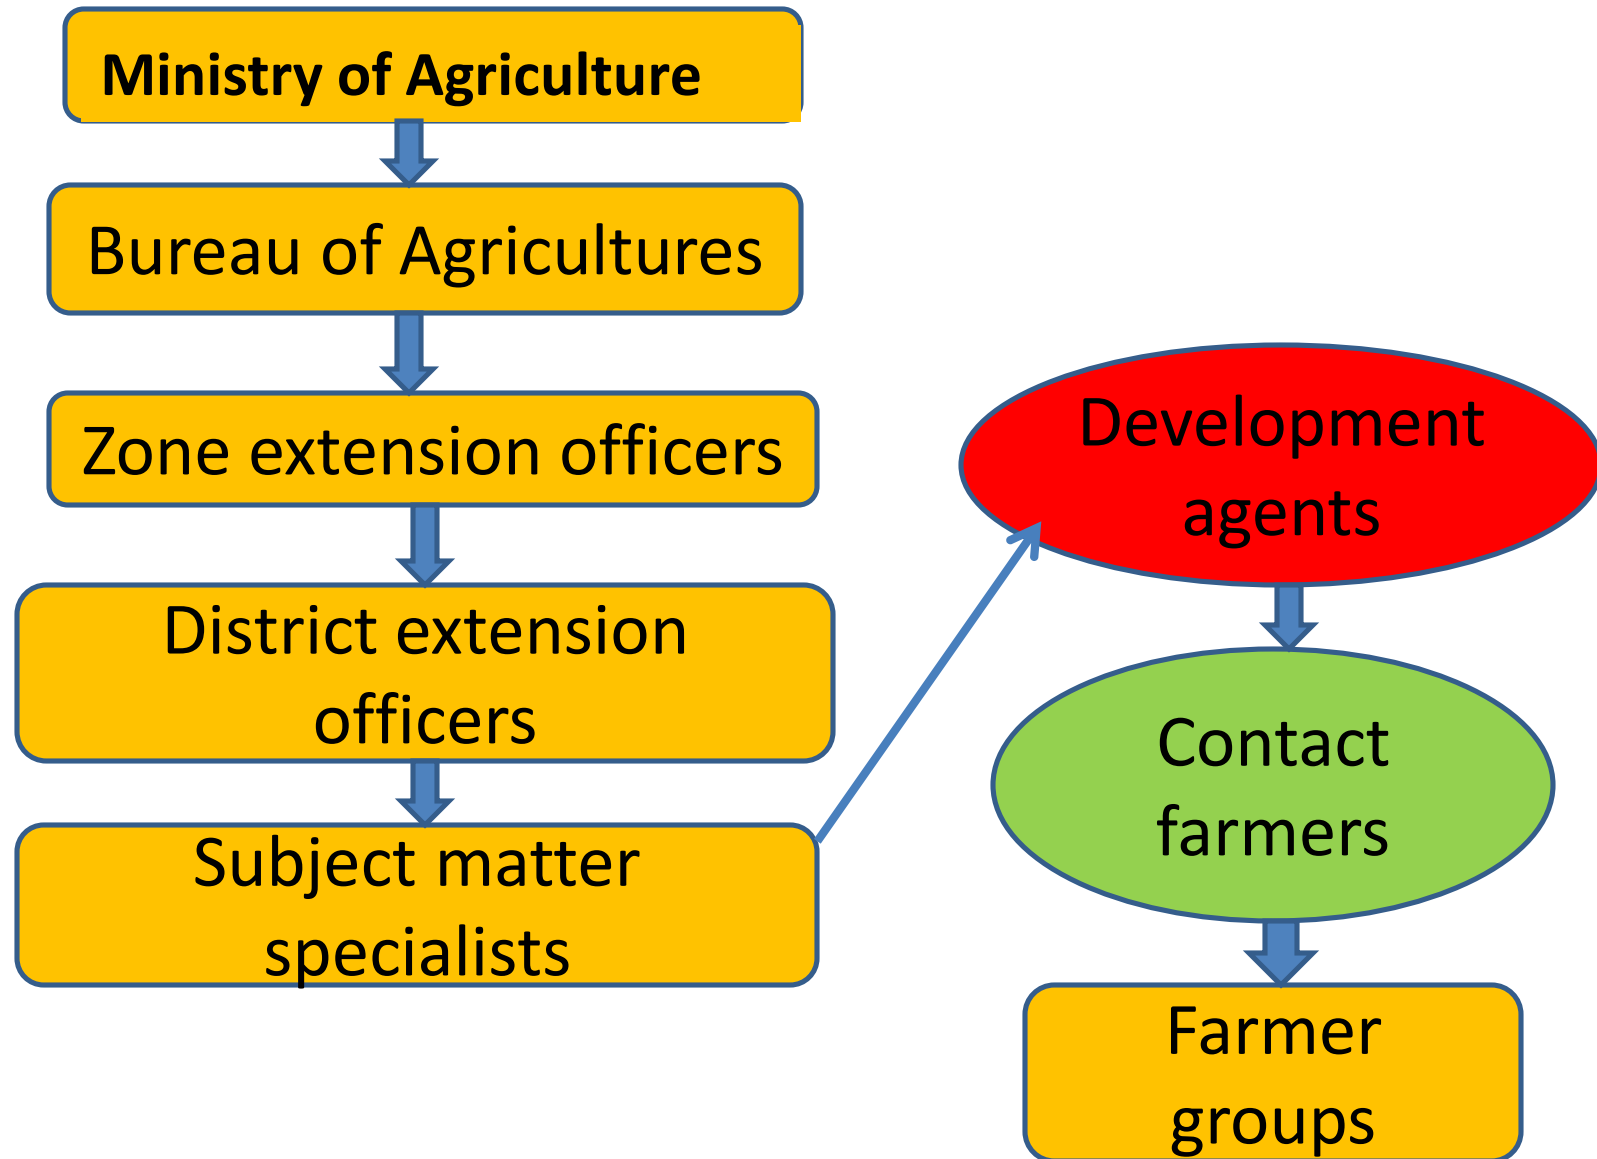 Ministry of Agriculture
Bureau of Agricultures
Zone extension officers
District extension
officers
Subject matter
specialists
Development
agents
Contact
farmers
Farmer
groups